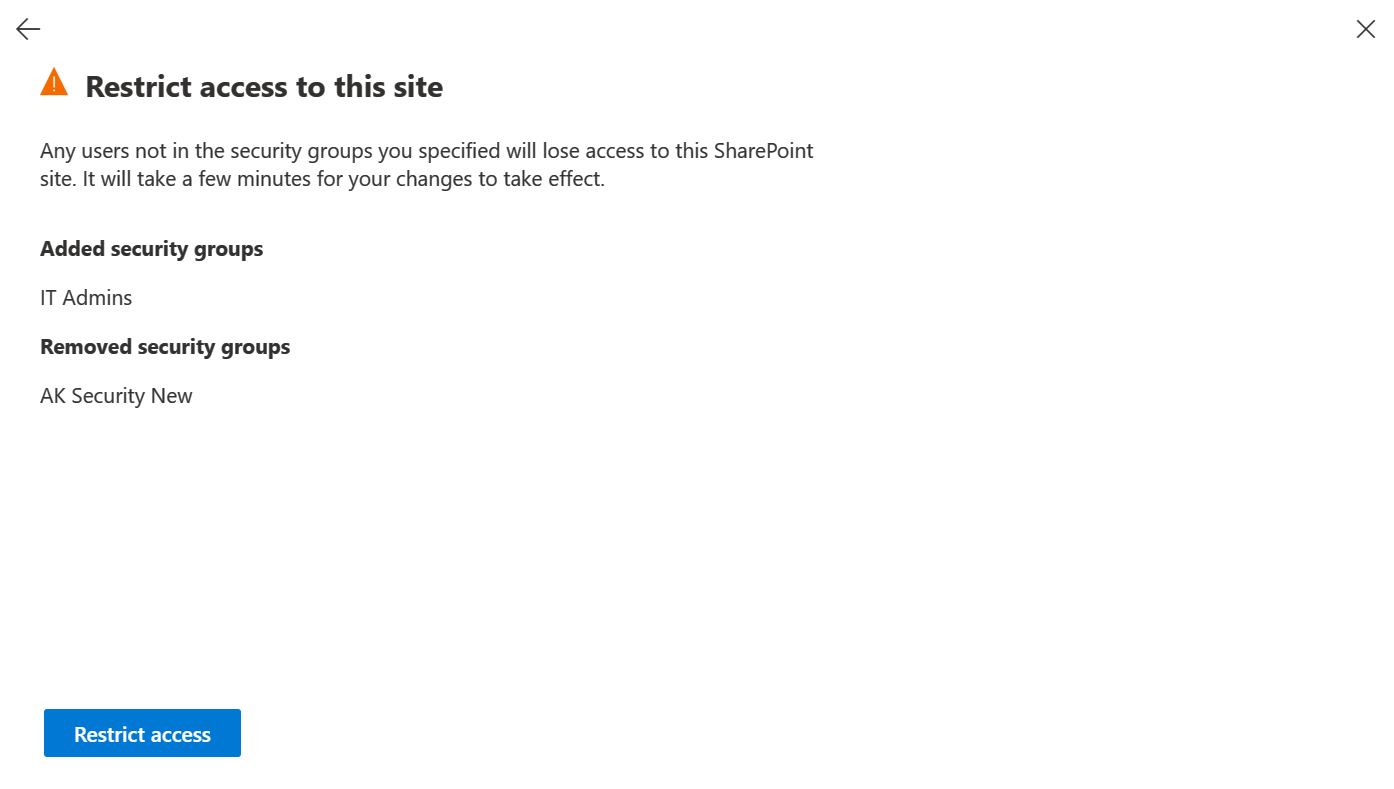 Restrict access to this site
Any users not in the security groups you specified will lose access to this SharePoint
site. It will take a few minutes for your changes to take effect.
Added security groups
IT Admins
Removed security groups
AK Security New
Restrict access